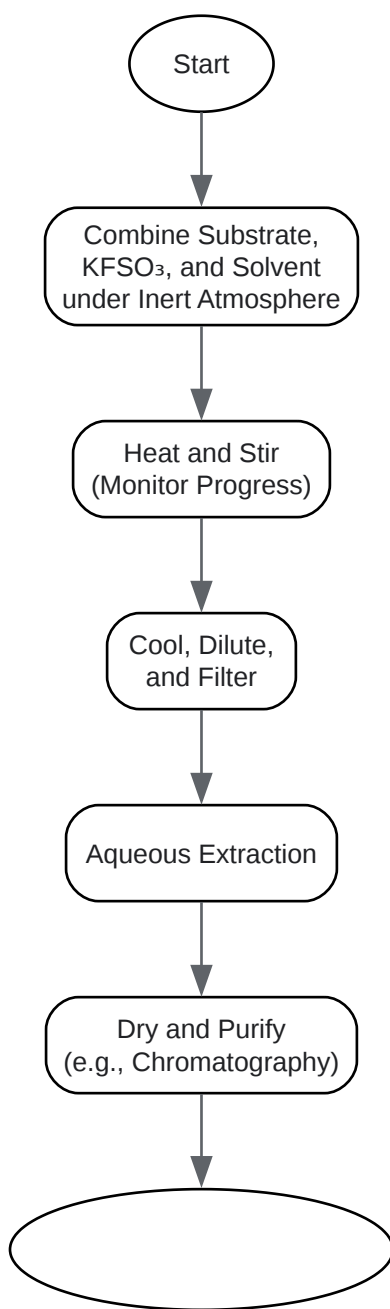 Start
Combine Substrate,
KFSO₃, and Solvent
under Inert Atmosphere
Heat and Stir
(Monitor Progress)
Cool, Dilute,
and Filter
Aqueous Extraction
Dry and Purify
(e.g., Chromatography)